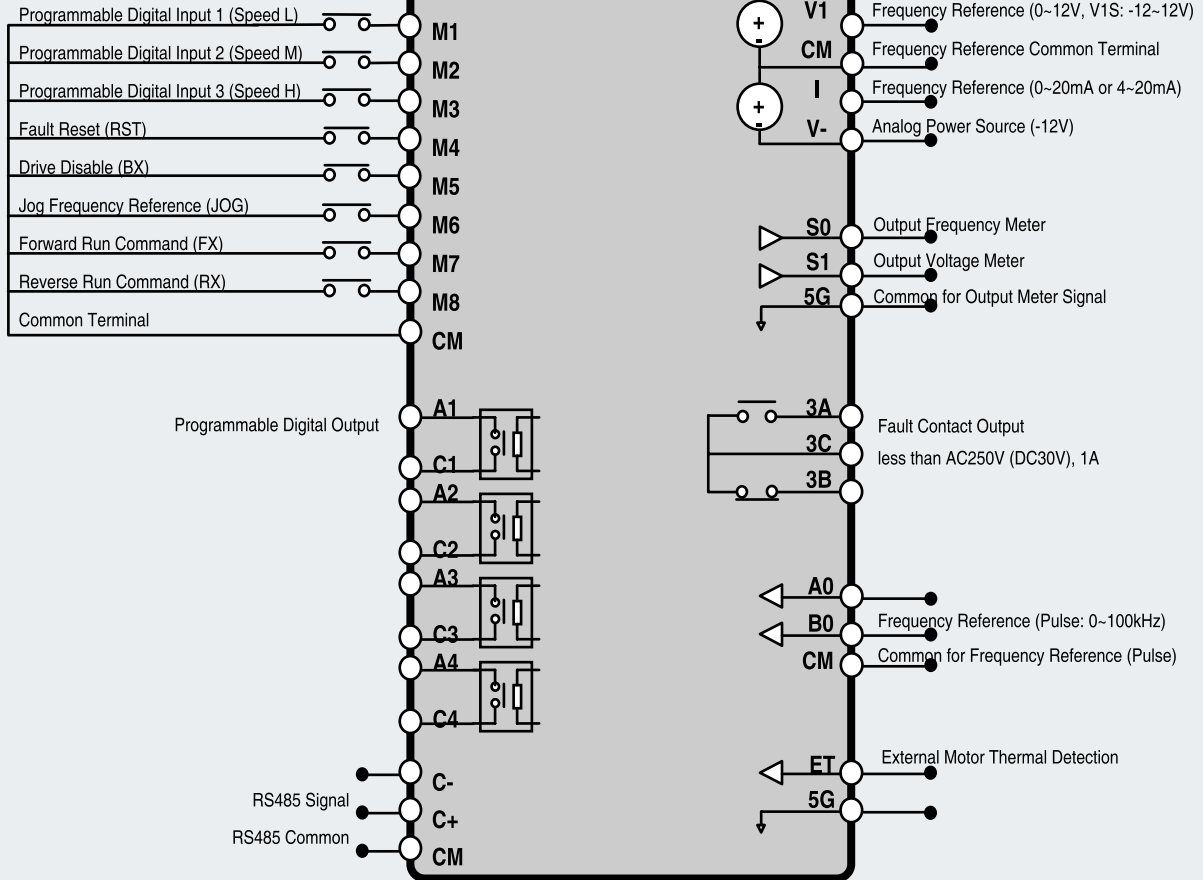 Programmable Digital Input 1 (Speed L)
M1
Programmable Digital Input 2 (Speed M)
M2
Programmable Digital Input 3 (Speed H)
M3
Fault Reset (RST)
M4
Drive Disable (BX)
M5
Jog Frequency Reference (JOG)
M6
Forward Run Command (FX)
M7
Reverse Run Command (RX)
M8
Common Terminal
CM
Programmable Digital Output
A1
C1
A2
C2
A3
C3
A4
C4
C-
RS485 Signal
C+
RS485 Common
CM
V1
Frequency Reference (0~12V, V1S: -12~12V)
+
-
CM
Frequency Reference Common Terminal
I
Frequency Reference (0~20mA or 4~20mA)
+
-
V-
Analog Power Source (-12V)
S0
Output Frequency Meter
S1
Output Voltage Meter
5G
Common for Output Meter Signal
3A
Fault Contact Output
3C
less than AC250V (DC30V), 1A
3B
A0
B0
Frequency Reference (Pulse: 0~100kHz)
CM
Common for Frequency Reference (Pulse)
ET
External Motor Thermal Detection
5G